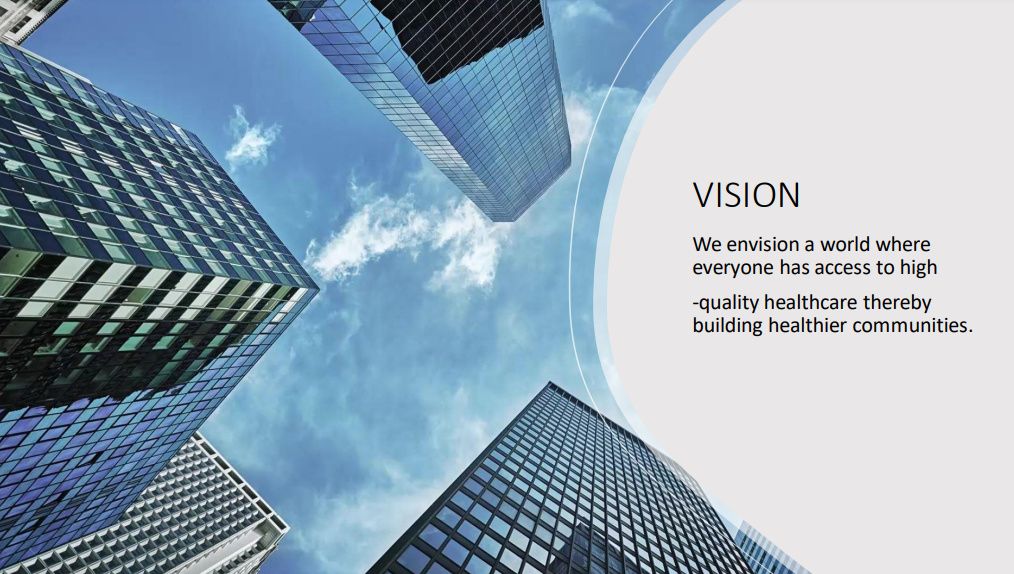 VISION
We envision a world where
everyone has access to high
-quality healthcare thereby
building healthier communities.